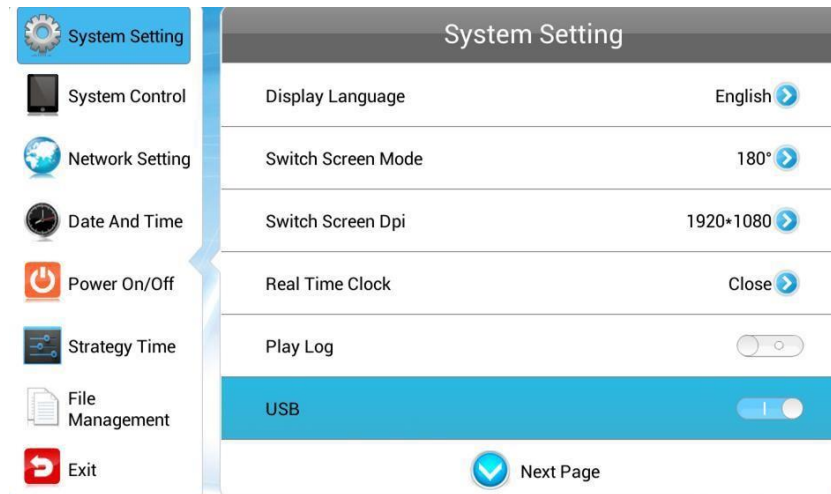 System Setting
System Control
Network Setting
Date And Time
Power On/Off
Strategy Time
File
Management
Exit
System Setting
Display Language English
Switch Screen Mode 180°
Switch Screen Dpi 1920*1080
Real Time Clock Close
Play Log
USB
Next Page